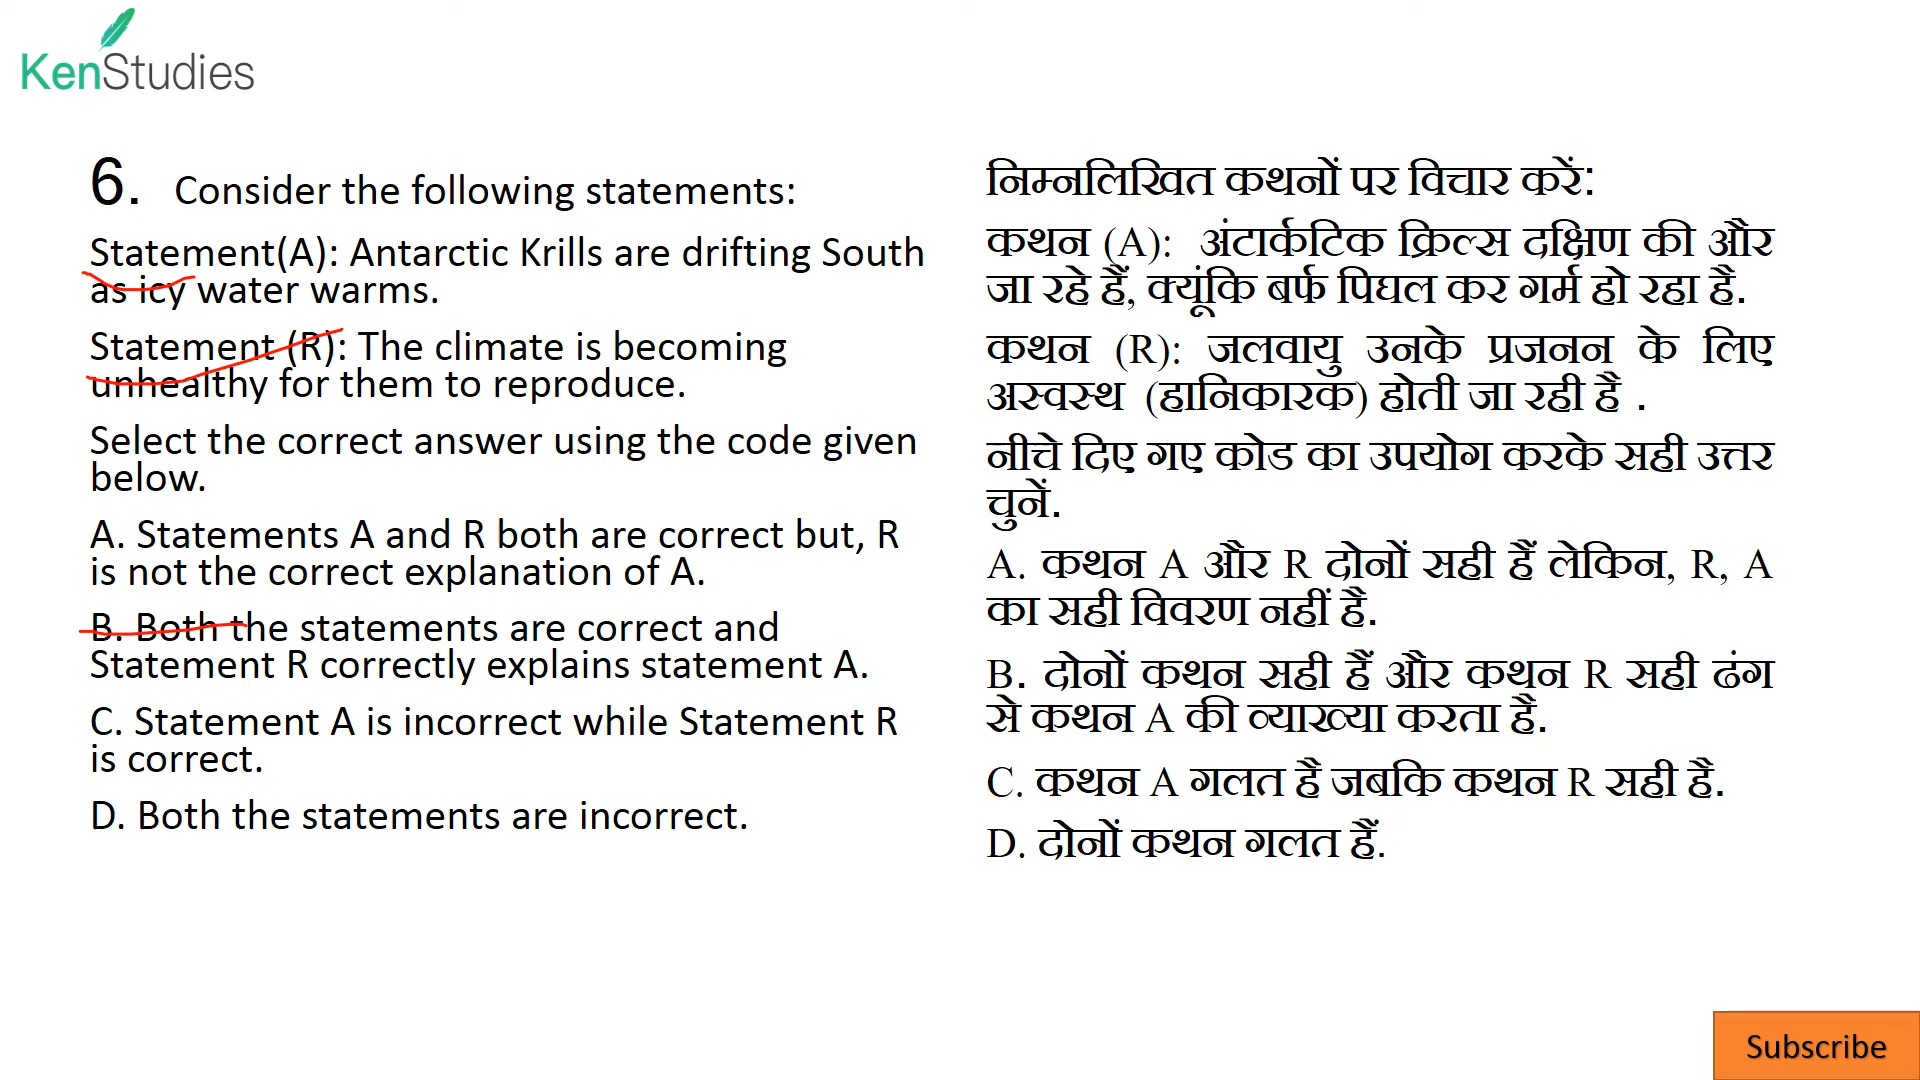 KenStudies
6. Consider the following statements:
Statement(A): Antarctic Krills are drifting South
as icy water warms.
Statement (R): The climate is becoming
unhealthy for them to reproduce.
Select the correct answer using the code given
below.
A. Statements A and R both are correct but, R
is not the correct explanation of A.
B. Both the statements are correct and
Statement R correctly explains statement A.
C. Statement A is incorrect while Statement R
is correct.
D. Both the statements are incorrect.
निम्नलिखित कथनों पर विचार करें:
कथन (A): अंटार्कटिक क्रिल्स दक्षिण की और
जा रहे हैं, क्यूंकि बर्फ पिघल कर गर्म हो रहा है.
कथन (R): जलवायु उनके प्रजनन के लिए
अस्वस्थ (हानिकारक) होती जा रही है .
नीचे दिए गए कोड का उपयोग करके सही उत्तर
चुनें.
A. कथन A और R दोनों सही हैं लेकिन, R, A
का सही विवरण नहीं है.
B. दोनों कथन सही हैं और कथन R सही ढंग
से कथन A की व्याख्या करता है.
C. कथन A गलत है जबकि कथन R सही है.
D. दोनों कथन गलत हैं.
Subscribe